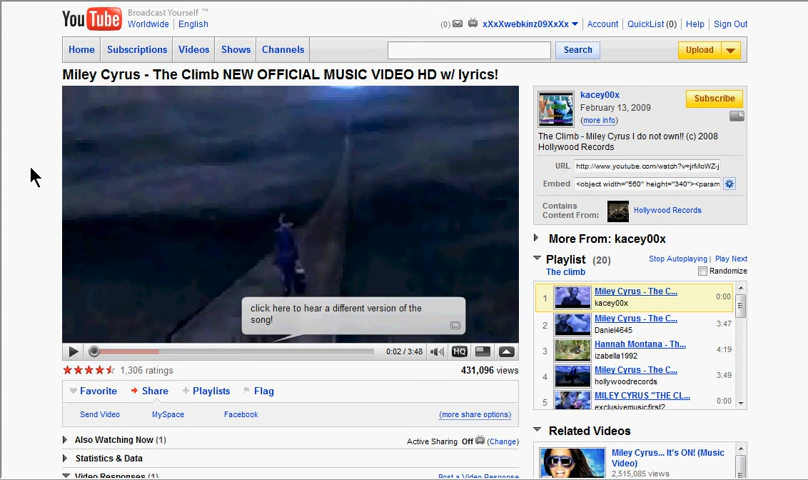 YouTube
Broadcast Yourself™
Worldwide | English
(0) xXxXwebkinz09XxXx | Account | QuickList (0) | Help | Sign Out
Home Subscriptions Videos Shows Channels Search Upload
Miley Cyrus - The Climb NEW OFFICIAL MUSIC VIDEO HD w/ lyrics!
click here to hear a different version of the
song!
0:02 / 3:48 HQ
1,306 ratings 431,096 views
Favorite Share Playlists Flag
Send Video MySpace Facebook (more share options)
Also Watching Now (1) Active Sharing Off (Change)
Statistics & Data
Video Responses Post a Video Response
kacey00x
February 13, 2009
(more info)
Subscribe
The Climb - Miley Cyrus I do not own!! (c) 2008
Hollywood Records
URL http://www.youtube.com/watch?v=jrMoWZ-j
Embed <object width="560" height="340"><param
Contains
Content From: Hollywood Records
More From: kacey00x
Playlist (20) Stop Autoplaying | Play Next
The climb Randomize
1 Miley Cyrus - The C... 0:00
kacey00x
2 Miley Cyrus - The C... 3:47
Daniel4645
3 Hannah Montana - Th... 4:19
izabella1992
4 Miley Cyrus - The C... 3:49
hollywoodrecords
5 MILEY CYRUS "THE CL... 0:00
exclusivemusicfirst2
Related Videos
Miley Cyrus... It's ON! (Music
Video)
2,515,085 views